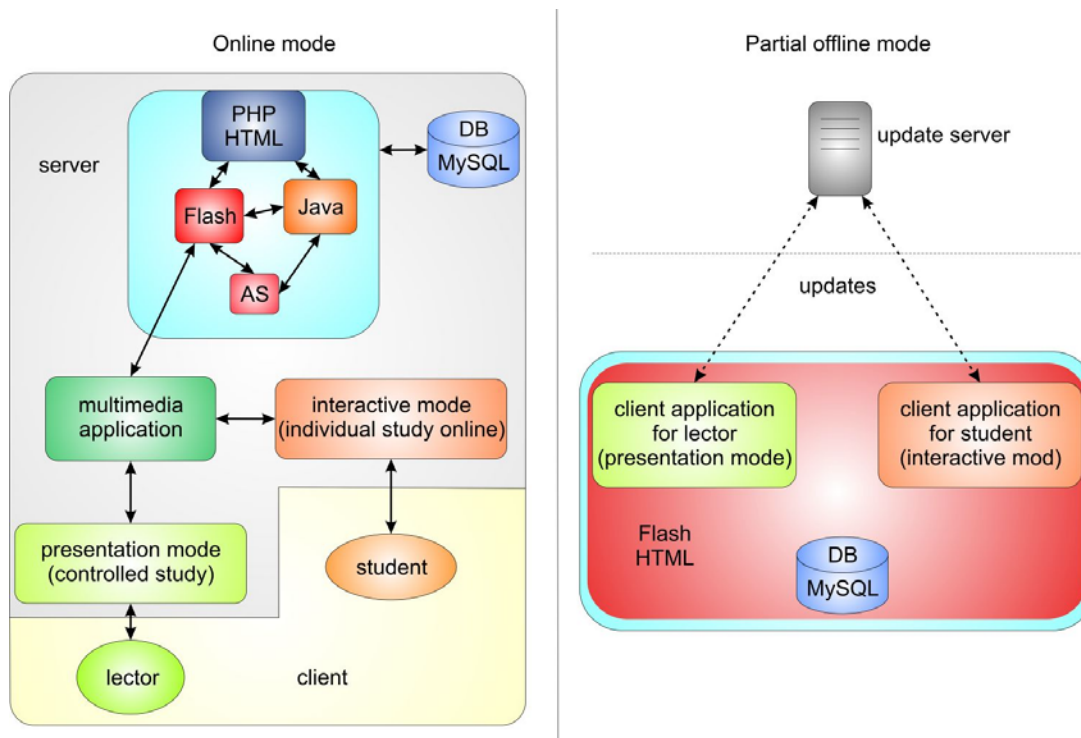 Online mode
PHP
HTML
DB
MySQL
server
Flash
Java
AS
multimedia
application
interactive mode
(individual study online)
presentation mode
(controlled study)
student
lector
client
Partial offline mode
update server
updates
client application
for lector
(presentation mode)
client application
for student
(interactive mod)
Flash
HTML
DB
MySQL